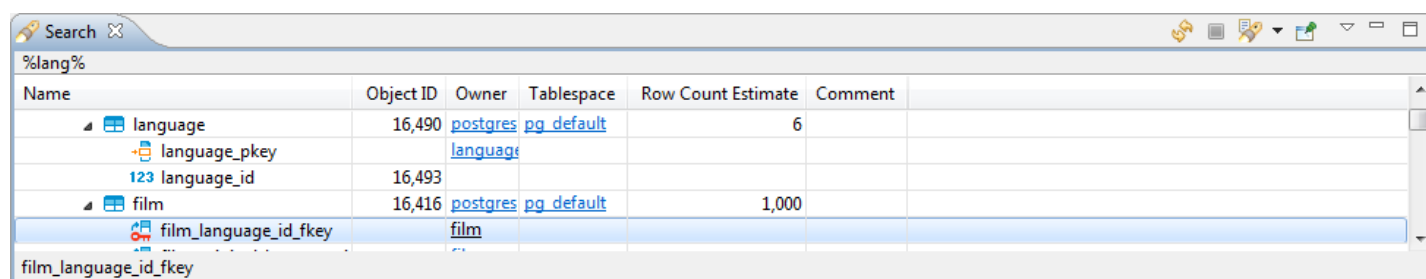 Search
%lang%
Name Object ID Owner Tablespace Row Count Estimate Comment
language 16,490 postgres pg_default 6
language_pkey language
123 language_id 16,493
film 16,416 postgres pg_default 1,000
film_language_id_fkey film
film_language_id_fkey